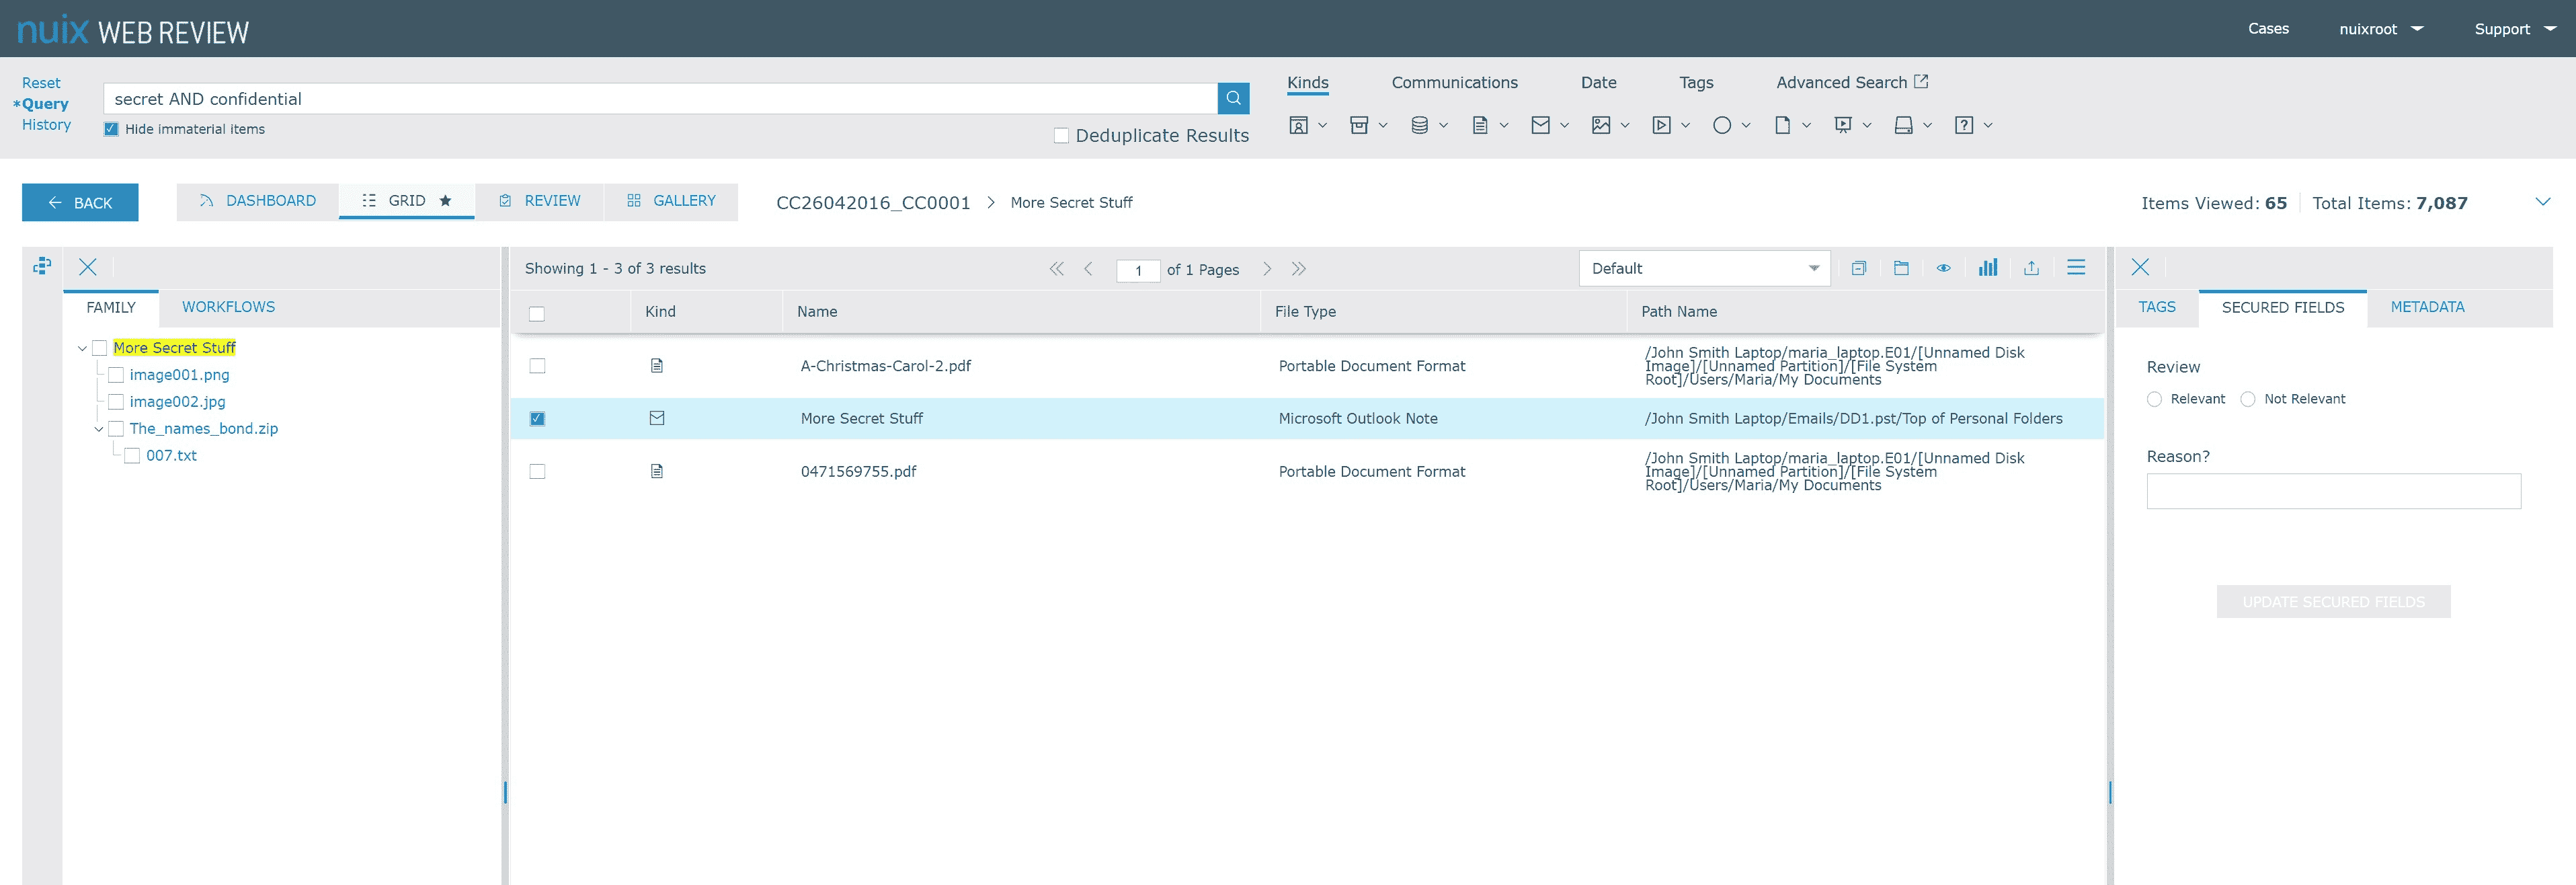 nuix WEB REVIEW
Cases nuixroot Support
Reset
*Query
History
secret AND confidential
Hide immaterial items
Deduplicate Results
Kinds Communications Date Tags Advanced Search
BACK
DASHBOARD GRID REVIEW GALLERY
CC26042016_CC0001 > More Secret Stuff
Items Viewed: 65 Total Items: 7,087
FAMILY WORKFLOWS
More Secret Stuff
image001.png
image002.jpg
The_names_bond.zip
007.txt
Showing 1 - 3 of 3 results
1 of 1 Pages
Default
Kind Name File Type Path Name
A-Christmas-Carol-2.pdf Portable Document Format /John Smith Laptop/maria_laptop.E01/[Unnamed Disk
Image]/[Unnamed Partition]/[File System
Root]/Users/Maria/My Documents
More Secret Stuff Microsoft Outlook Note /John Smith Laptop/Emails/DD1.pst/Top of Personal Folders
0471569755.pdf Portable Document Format /John Smith Laptop/maria_laptop.E01/[Unnamed Disk
Image]/[Unnamed Partition]/[File System
Root]/Users/Maria/My Documents
TAGS SECURED FIELDS METADATA
Review
Relevant Not Relevant
Reason?
UPDATE SECURED FIELDS